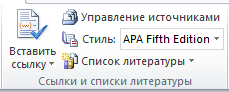 Вставить ссылку
Управление источниками
Стиль: APA Fifth Edition
Список литературы
Ссылки и списки литературы